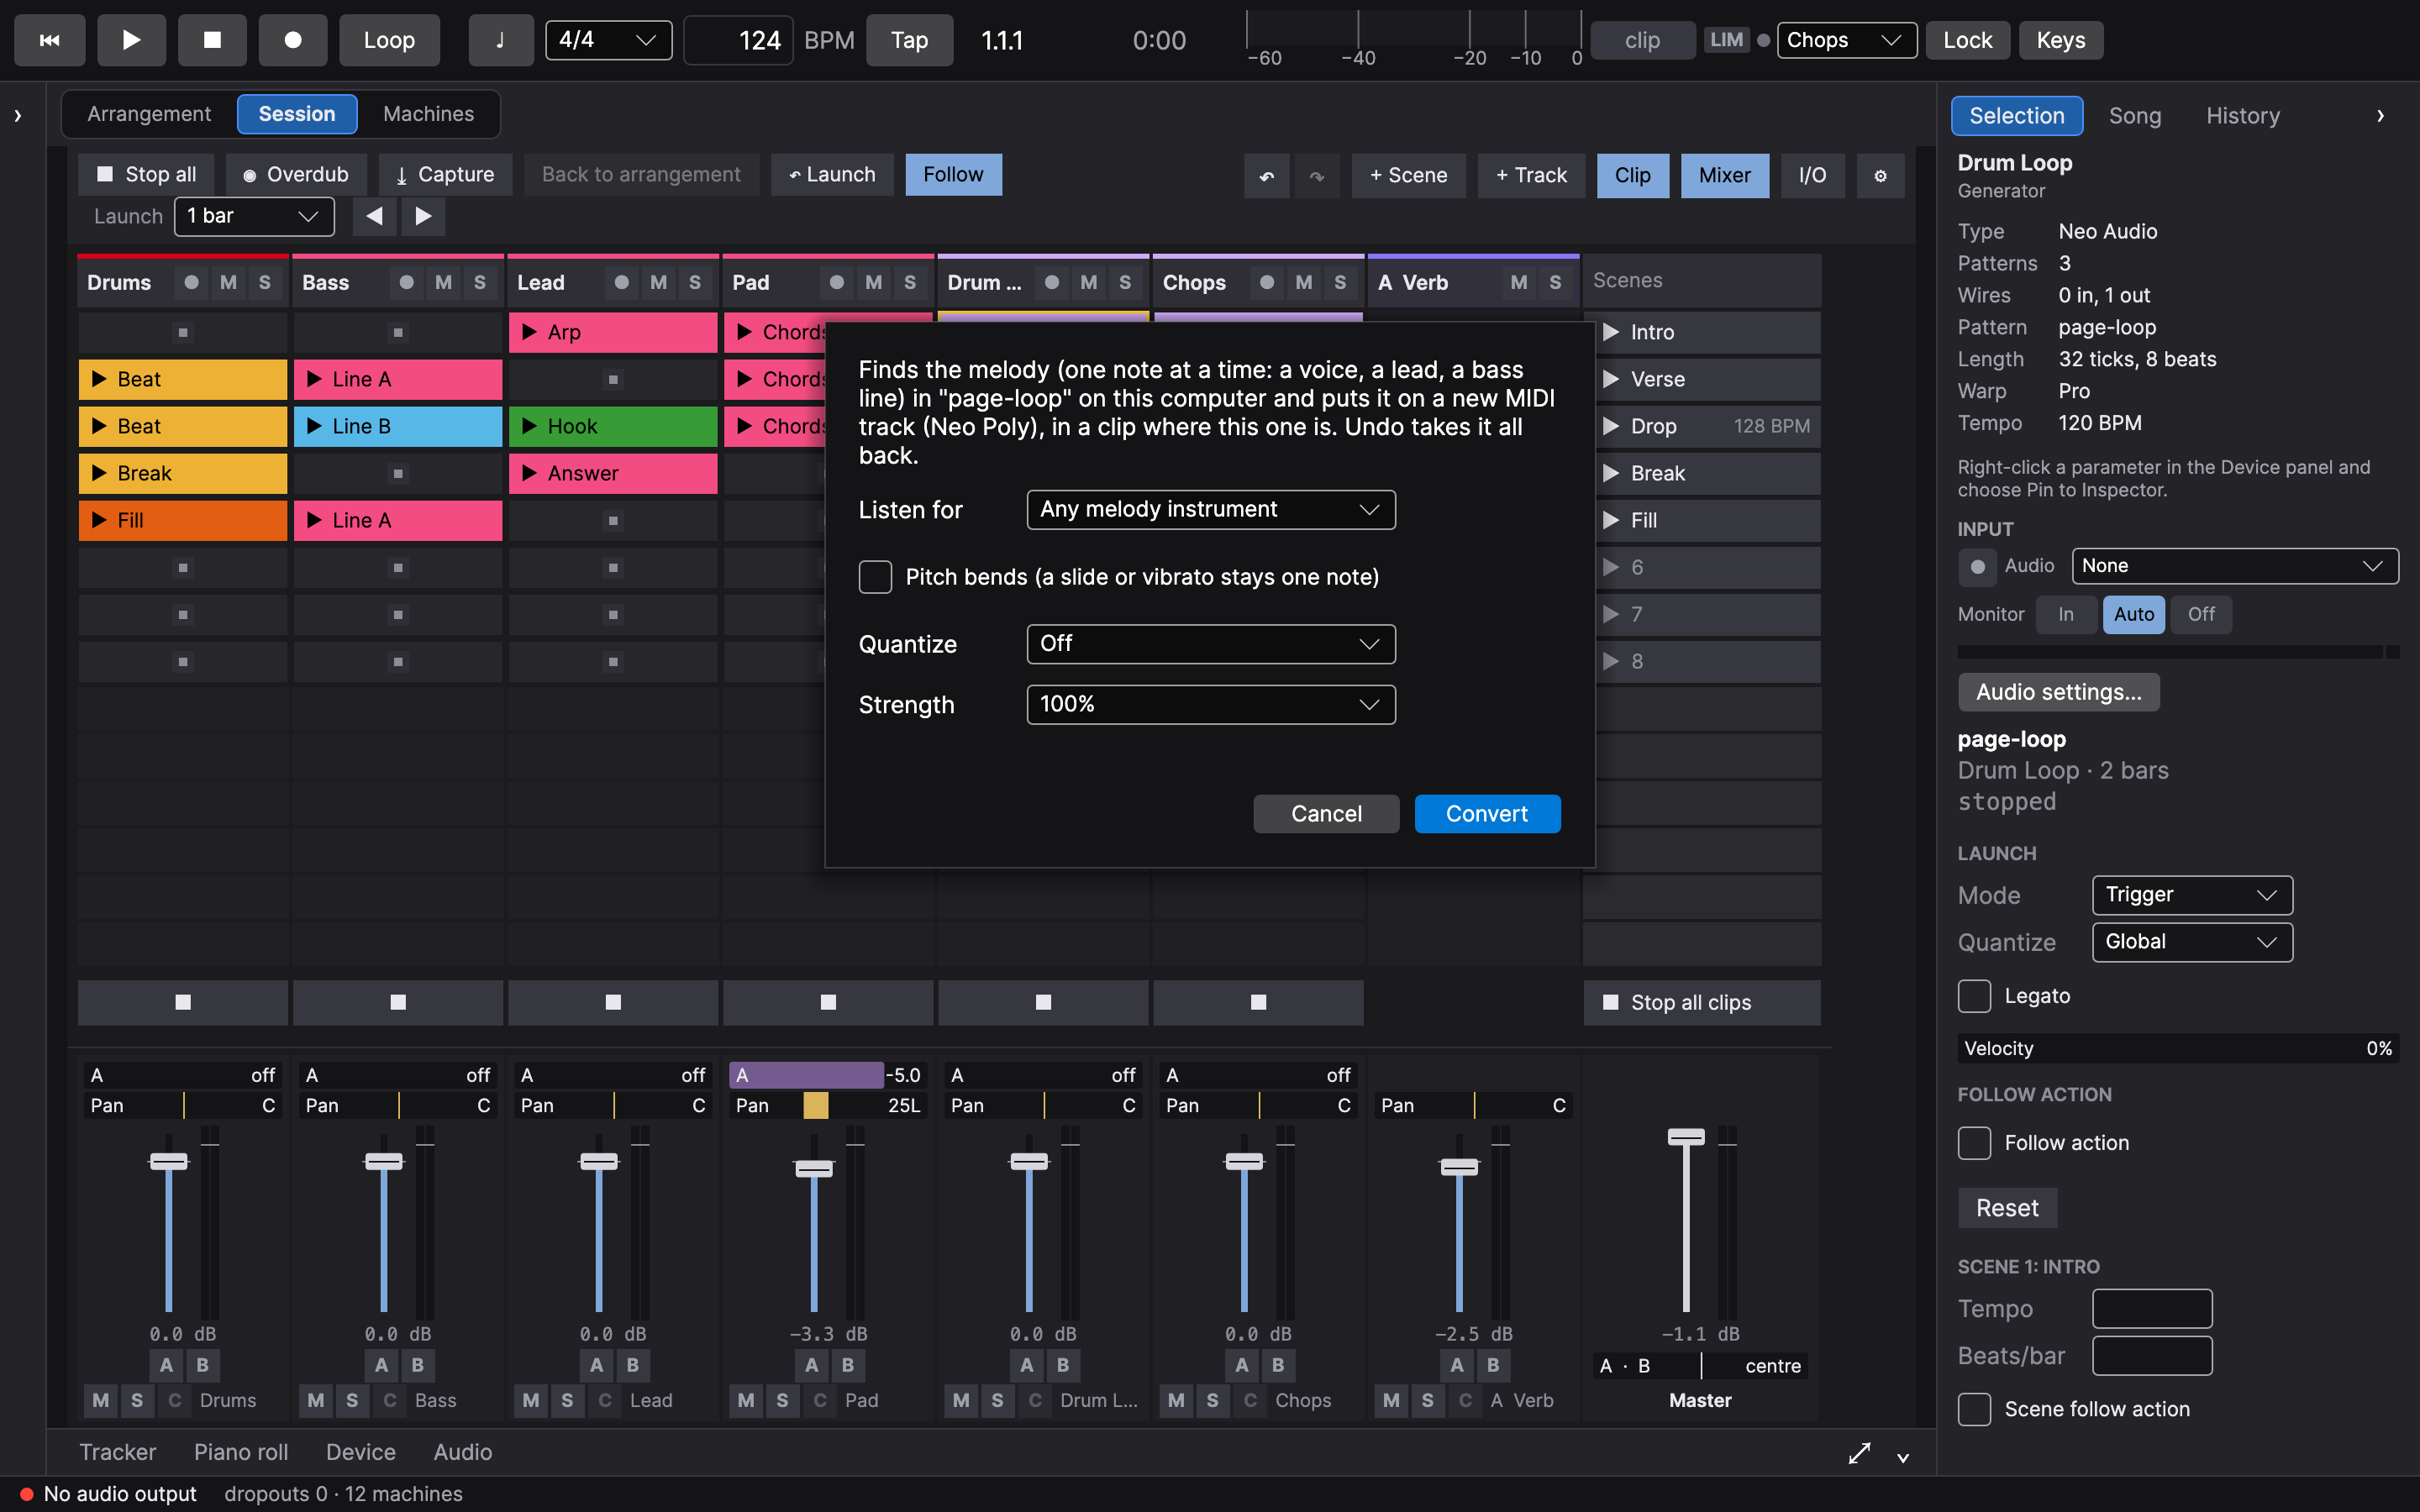 Loop
4/4
124 BPM
Tap
1.1.1
0:00
-60 -40 -20 -10 0
clip
LIM
Chops
Lock
Keys
Arrangement Session Machines
Selection Song History
Stop all Overdub Capture Back to arrangement Launch Follow
+ Scene + Track Clip Mixer I/O
Launch 1 bar
Drums M S Bass M S Lead M S Pad M S Drum ... M S Chops M S A Verb M S Scenes
Arp Chords Intro
Beat Line A Chords Verse
Beat Line B Hook Chords Drop 128 BPM
Break Answer Break
Fill Line A Fill
6
7
8
Finds the melody (one note at a time: a voice, a lead, a bass
line) in "page-loop" on this computer and puts it on a new MIDI
track (Neo Poly), in a clip where this one is. Undo takes it all
back.
Listen for Any melody instrument
Pitch bends (a slide or vibrato stays one note)
Quantize Off
Strength 100%
Cancel Convert
Stop all clips
A off A off A off A -5.0 A off A off
Pan C Pan C Pan C Pan 25L Pan C Pan C Pan C
0.0 dB 0.0 dB 0.0 dB -3.3 dB 0.0 dB 0.0 dB -2.5 dB -1.1 dB
A B A B A B A B A B A B A B A · B centre
M S C Drums M S C Bass M S C Lead M S C Pad M S C Drum L... M S C Chops M S C A Verb Master
Tracker Piano roll Device Audio
No audio output dropouts 0 · 12 machines
Drum Loop
Generator
Type Neo Audio
Patterns 3
Wires 0 in, 1 out
Pattern page-loop
Length 32 ticks, 8 beats
Warp Pro
Tempo 120 BPM
Right-click a parameter in the Device panel and
choose Pin to Inspector.
INPUT
Audio None
Monitor In Auto Off
Audio settings...
page-loop
Drum Loop · 2 bars
stopped
LAUNCH
Mode Trigger
Quantize Global
Legato
Velocity 0%
FOLLOW ACTION
Follow action
Reset
SCENE 1: INTRO
Tempo
Beats/bar
Scene follow action